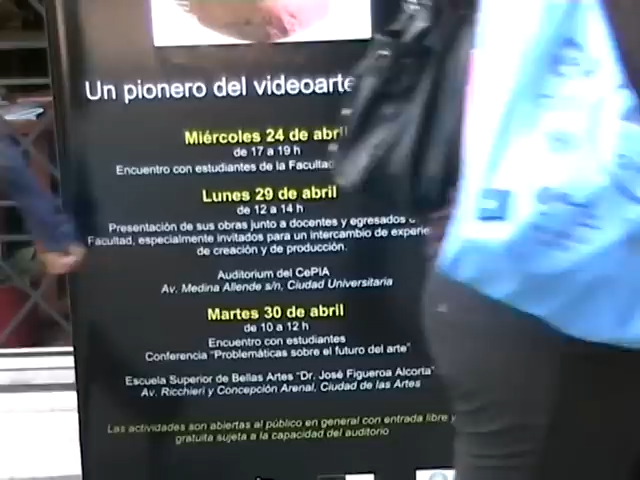 Un pionero del videoarte
Miércoles 24 de abril
de 17 a 19 h
Encuentro con estudiantes de la
Lunes 29 de abril
de 12 a 14 h
Presentación de sus obras junto a docentes y egresados
Facultad, especialmente invitados para un intercambio de
de creación y de producción.
Auditorium del CePIA
Av. Medina Allende s/n, Ciudad Universitaria
Martes 30 de abril
de 10 a 12 h
Encuentro con estudiantes
Conferencia "Problemáticas sobre el futuro del arte"
Escuela Superior de Bellas Artes "Dr. José Figueroa Alcorta"
Av. Ricchieri y Concepción Arenal, Ciudad de las Artes
Las actividades son abiertas al público en general con entrada libre y
gratuita sujeta a la capacidad del auditorio